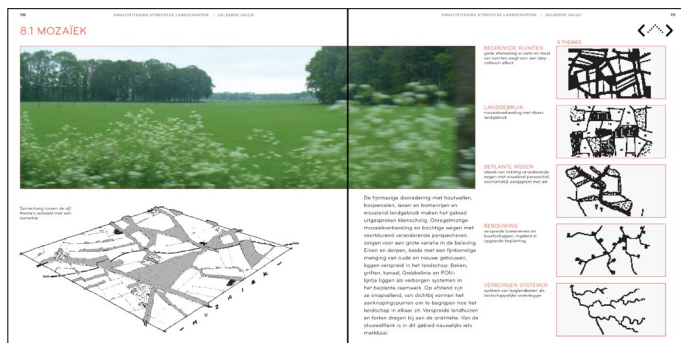 110
KWALITEITSGIDS UTRECHTSE LANDSCHAPPEN - GELDERSE VALLEI
KWALITEITSGIDS UTRECHTSE LANDSCHAPPEN - GELDERSE VALLEI
111
8.1 MOZAÏEK
5 THEMA'S
BEGRENSDE RUIMTEN
grote afwisseling in vorm en maat
van ruimten zorgt voor een laby-
rintisch effect
LANDGEBRUIK
mozaïekverkaveling met divers
landgebruik
BEPLANTE WEGEN
steeds van richting veranderende
wegen met wisselend perspectief,
voornamelijk aangeplant met eik
BEBOUWING
verspreide boerenerven en
buurtschappen, ingebed in
opgaande beplanting
VERBORGEN SYSTEMEN
systeem van laagtes/beken als
landschappelijke onderlegger
Samenhang tussen de vijf
thema's verbeeld met een
isometrie
MOZAIEK
De fijnmazige dooradering met houtwallen,
bospercelen, lanen en bomenrijen en
wisselend landgebruik maken het gebied
uitgesproken kleinschalig. Onregelmatige
mozaïekverkaveling en bochtige wegen met
voortdurend veranderende perspectieven
zorgen voor een grote variatie in de beleving.
Erven en dorpen, beide met een fijnkorrelige
menging van oude en nieuwe gebouwen,
liggen verspreid in het landschap. Beken,
griften, kanaal, Grebbelinie en PON-
lijntje liggen als verborgen systemen in
het beplante raamwerk. Op afstand zijn
ze onopvallend, van dichtbij vormen het
aanknopingspunten om te begrijpen hoe het
landschap in elkaar zit. Verspreide landhuizen
en forten dragen bij aan de oriëntatie. Van de
stuwwalflank is in dit gebied nauwelijks iets
merkbaar.